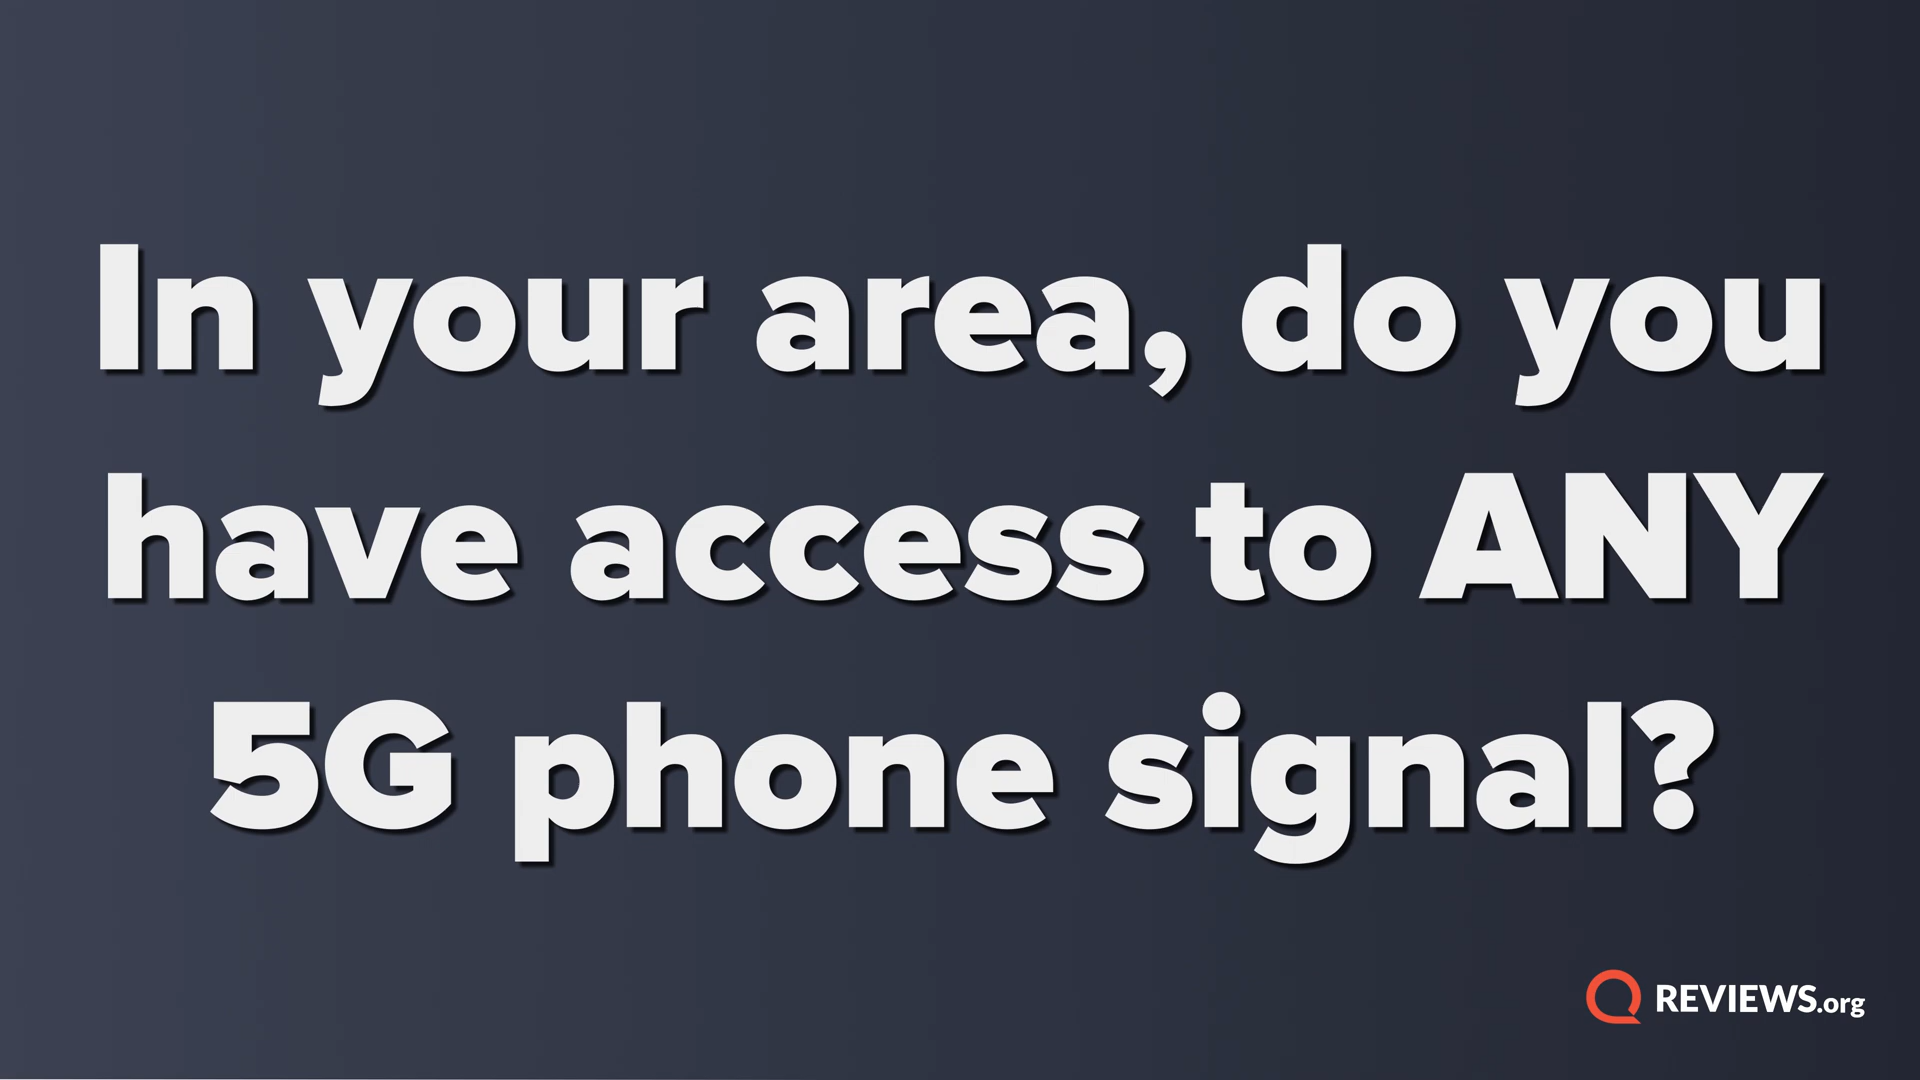 In your area, do you
have access to ANY
5G phone signal?
REVIEWS.org